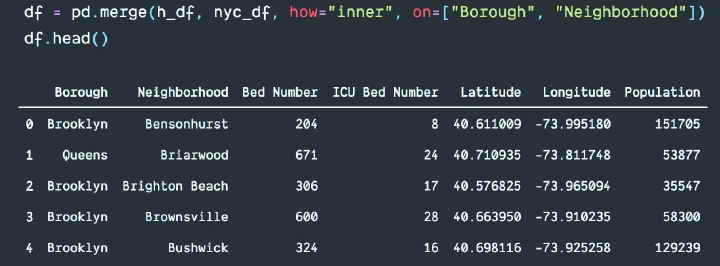 df = pd.merge(h_df, nyc_df, how="inner", on=["Borough", "Neighborhood"])
df.head()
Borough Neighborhood Bed Number ICU Bed Number Latitude Longitude Population
0 Brooklyn Bensonhurst 204 8 40.611009 -73.995180 151705
1 Queens Briarwood 671 24 40.710935 -73.811748 53877
2 Brooklyn Brighton Beach 306 17 40.576825 -73.965094 35547
3 Brooklyn Brownsville 600 28 40.663950 -73.910235 58300
4 Brooklyn Bushwick 324 16 40.698116 -73.925258 129239